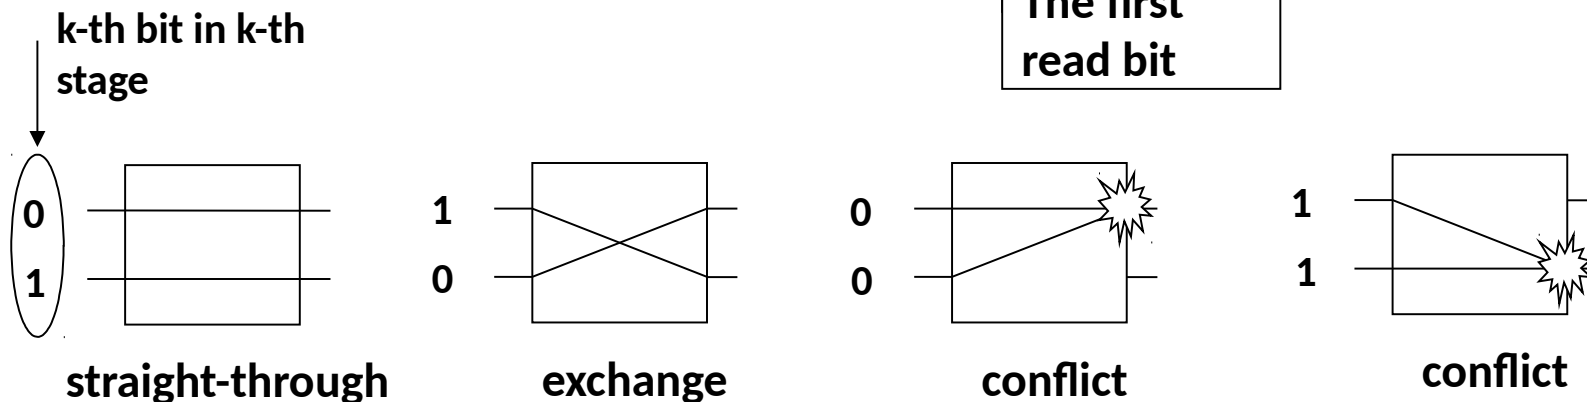 k-th bit in k-th
stage
The first
read bit
0
1
1
0
0
0
1
1
straight-through
exchange
conflict
conflict